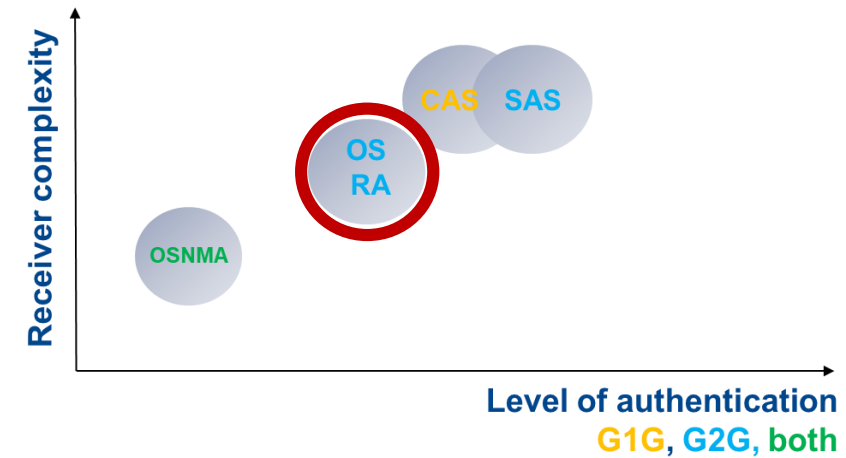 Receiver complexity
CAS
SAS
OS
RA
OSNMA
Level of authentication
G1G, G2G, both